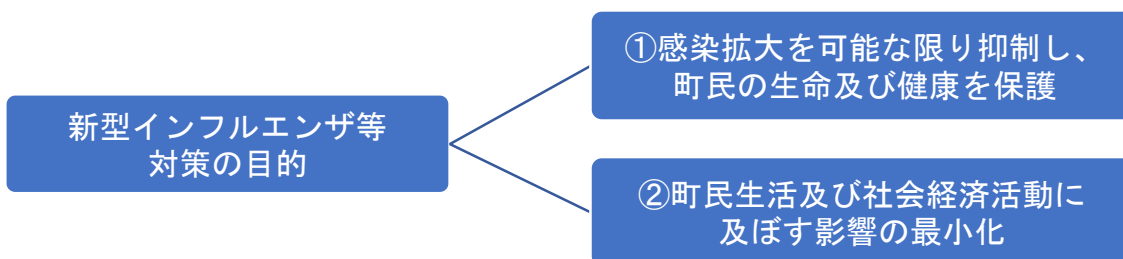 新型インフルエンザ等
対策の目的
①感染拡大を可能な限り抑制し、
町民の生命及び健康を保護
②町民生活及び社会経済活動に
及ぼす影響の最小化